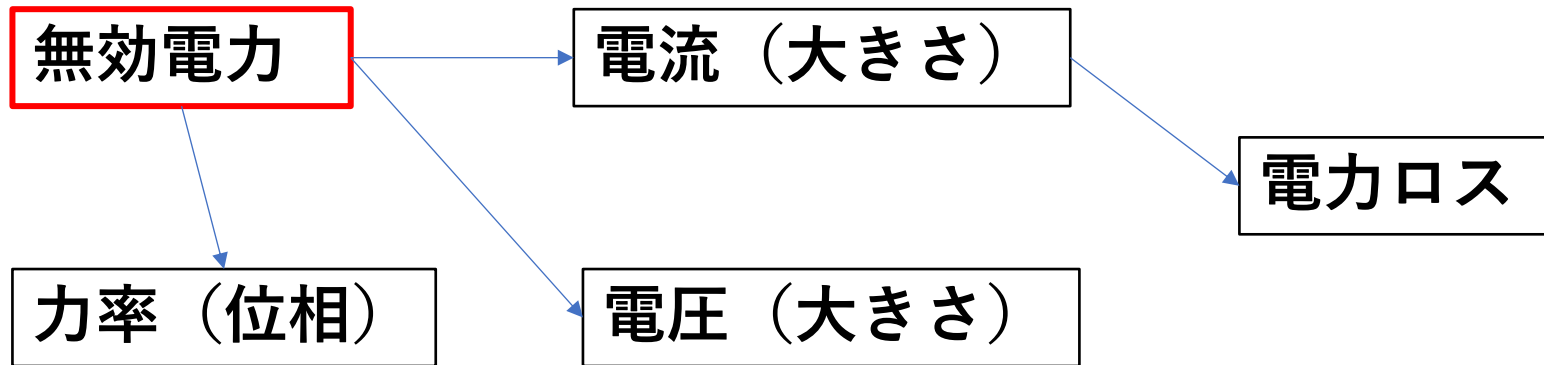 無効電力
電流（大きさ）
電力ロス
力率（位相）
電圧（大きさ）